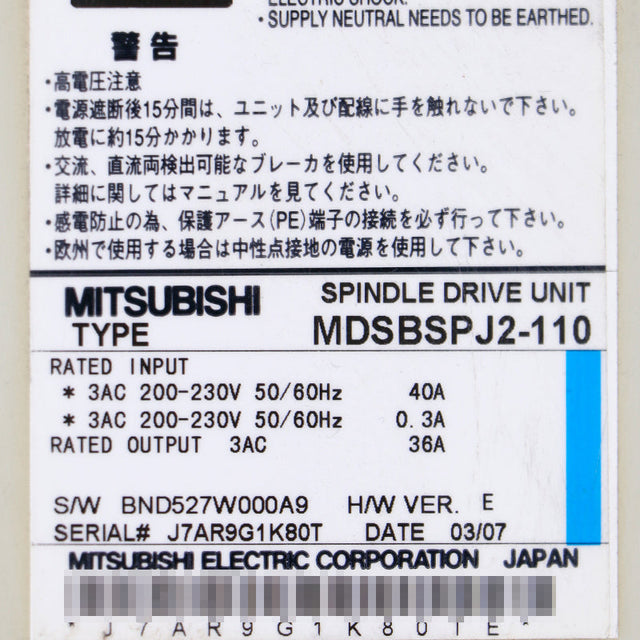 ELECTRIC SHOCK.
・SUPPLY NEUTRAL NEEDS TO BE EARTHED.
警告
・高電圧注意
・電源遮断後15分間は、ユニット及び配線に手を触れないで下さい。
放電に約15分かかります。
・交流、直流両検出可能なブレーカを使用してください。
詳細に関してはマニュアルを見てください。
・感電防止の為、保護アース(PE)端子の接続を必ず行って下さい。
・欧州で使用する場合は中性点接地の電源を使用して下さい。
MITSUBISHI SPINDLE DRIVE UNIT
TYPE MDSBSPJ2-110
RATED INPUT
* 3AC 200-230V 50/60Hz 40A
* 3AC 200-230V 50/60Hz 0.3A
RATED OUTPUT 3AC 36A
S/W BND527W000A9 H/W VER. E
SERIAL# J7AR9G1K80T DATE 03/07
MITSUBISHI ELECTRIC CORPORATION JAPAN
* J 7 A R 9 G 1 K 8 0 T E *